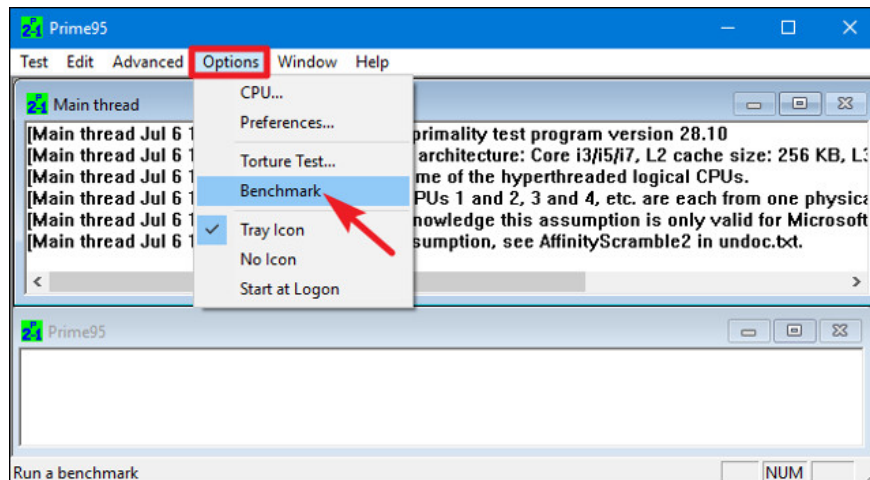 Prime95
Test Edit Advanced Options Window Help
Main thread
[Main thread Jul 6 1 primality test program version 28.10
[Main thread Jul 6 1 architecture: Core i3/i5/i7, L2 cache size: 256 KB, L3
[Main thread Jul 6 1 me of the hyperthreaded logical CPUs.
[Main thread Jul 6 1 PUs 1 and 2, 3 and 4, etc. are each from one physica
[Main thread Jul 6 1 nowledge this assumption is only valid for Microsoft
[Main thread Jul 6 1 sumption, see AffinityScramble2 in undoc.txt.
CPU...
Preferences...
Torture Test...
Benchmark
Tray Icon
No Icon
Start at Logon
Prime95
Run a benchmark
NUM